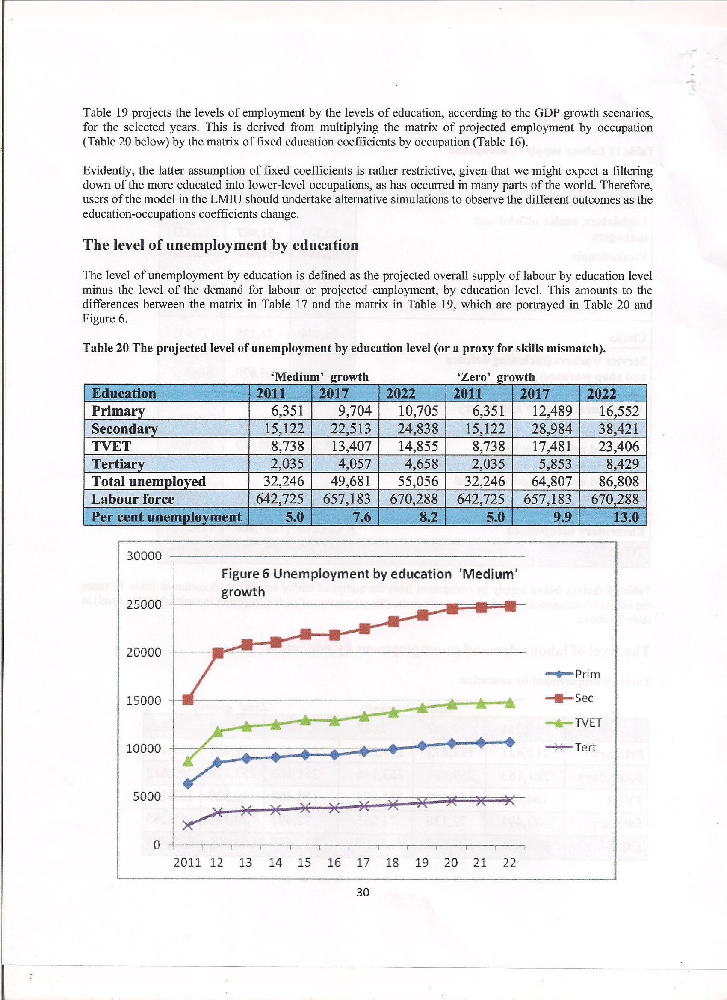 Table 19 projects the levels of employment by the levels of education, according to the GDP growth scenarios,
for the selected years. This is derived from multiplying the matrix of projected employment by occupation
(Table 20 below) by the matrix of fixed education coefficients by occupation (Table 16).
Evidently, the latter assumption of fixed coefficients is rather restrictive, given that we might expect a filtering
down of the more educated into lower-level occupations, as has occurred in many parts of the world. Therefore,
users of the model in the LMIU should undertake alternative simulations to observe the different outcomes as the
education-occupations coefficients change.
The level of unemployment by education
The level of unemployment by education is defined as the projected overall supply of labour by education level
minus the level of the demand for labour or projected employment, by education level. This amounts to the
differences between the matrix in Table 17 and the matrix in Table 19, which are portrayed in Table 20 and
Figure 6.
Table 20 The projected level of unemployment by education level (or a proxy for skills mismatch).
‘Medium’ growth ‘Zero’ growth
Education 2011 2017 2022 2011 2017 2022
Primary 6,351 9,704 10,705 6,351 12,489 16,552
Secondary 15,122 22,513 24,838 15,122 28,984 38,421
TVET 8,738 13,407 14,855 8,738 17,481 23,406
Tertiary 2,035 4,057 4,658 2,035 5,853 8,429
Total unemployed 32,246 49,681 55,056 32,246 64,807 86,808
Labour force 642,725 657,183 670,288 642,725 657,183 670,288
Per cent unemployment 5.0 7.6 8.2 5.0 9.9 13.0
30000
Figure 6 Unemployment by education 'Medium'
growth
25000
20000
15000
10000
5000
0
2011 12 13 14 15 16 17 18 19 20 21 22
Prim
Sec
TVET
Tert
30